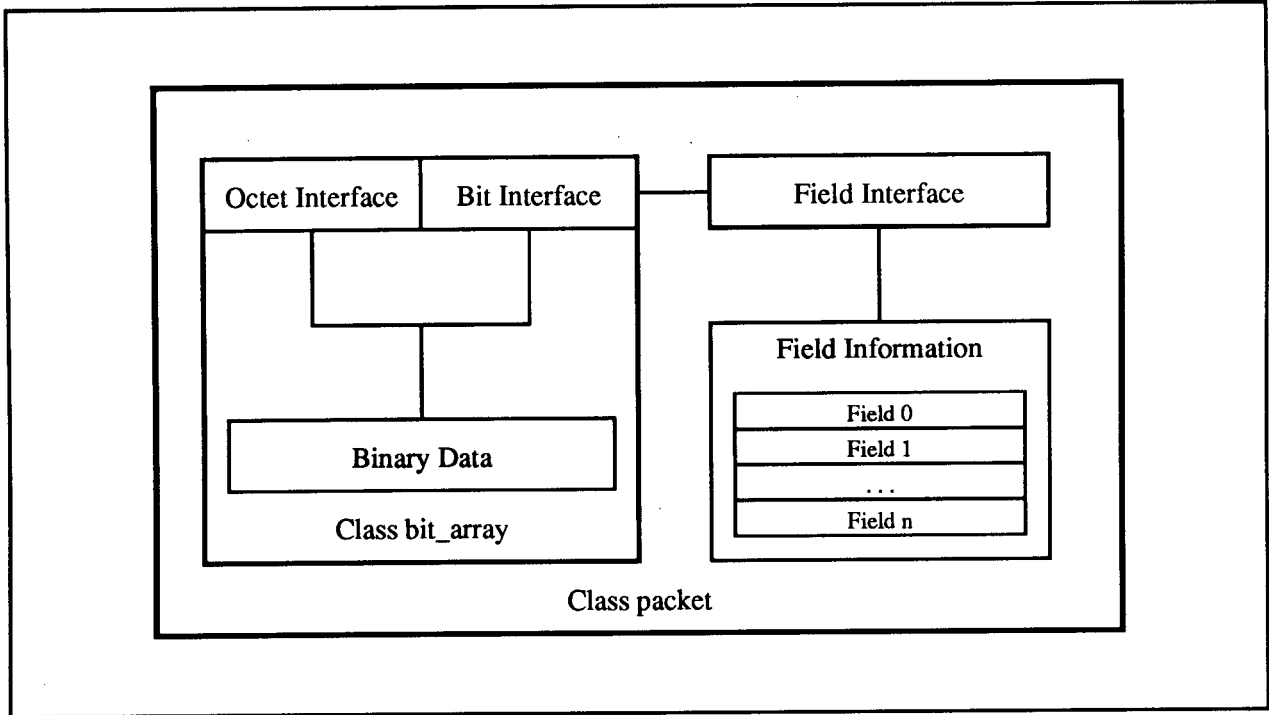 Octet Interface
Bit Interface
Field Interface
Field Information
Field 0
Field 1
. . .
Field n
Binary Data
Class bit_array
Class packet